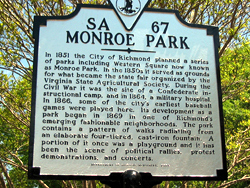 SA 67
MONROE PARK
In 1851 the City of Richmond planned a series
of parks including Western Square now known
as Monroe Park. In the 1850s it served as grounds
for what became the state fair organized by the
Virginia State Agricultural Society. During the
Civil War it was the site of a Confederate in-
structional camp, and in 1864, a military hospital.
In 1866, some of the city's earliest baseball
games were played here. Its development as a
park began in 1869 in one of Richmond's
emerging fashionable neighborhoods. The park
contains a pattern of walks radiating from
an elaborate four-tiered, cast-iron fountain. A
portion of it once was a playground and it has
been the scene of political rallies, protest
demonstrations, and concerts.